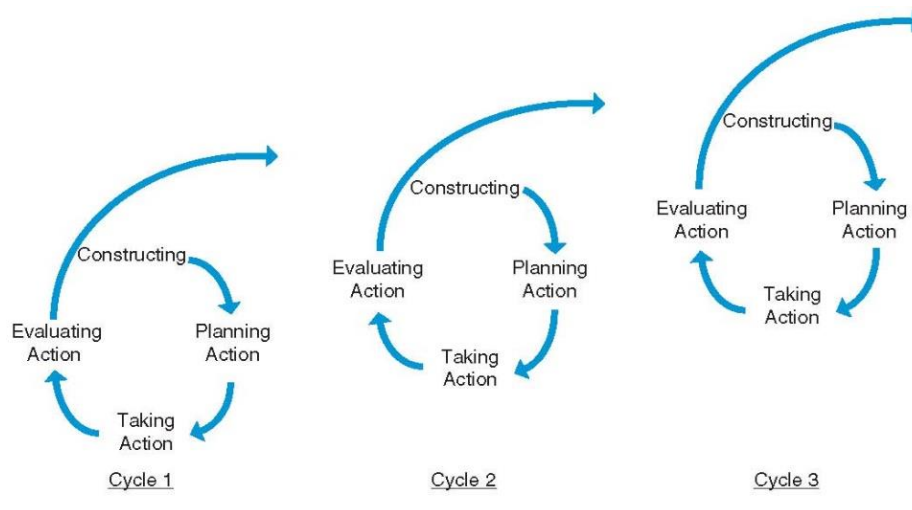 Constructing
Planning
Action
Taking
Action
Evaluating
Action
Cycle 1
Constructing
Planning
Action
Taking
Action
Evaluating
Action
Cycle 2
Constructing
Planning
Action
Taking
Action
Evaluating
Action
Cycle 3